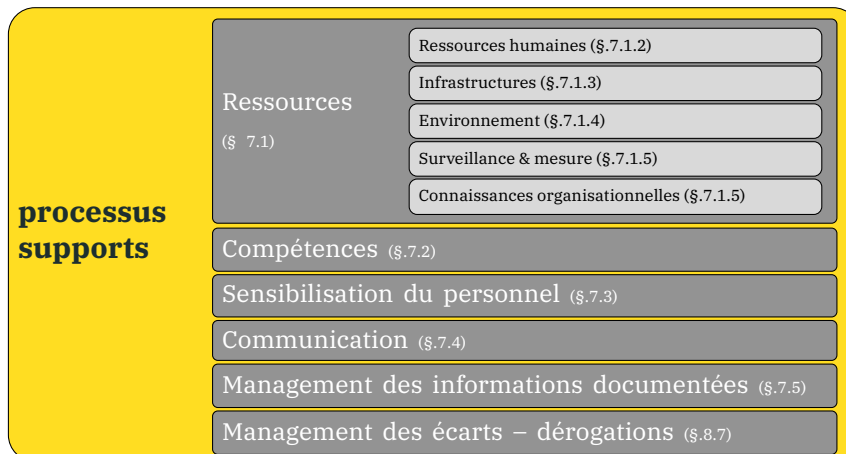 processus
supports
Ressources
(§ 7.1)
Ressources humaines (§.7.1.2)
Infrastructures (§.7.1.3)
Environnement (§.7.1.4)
Surveillance & mesure (§.7.1.5)
Connaissances organisationnelles (§.7.1.5)
Compétences (§.7.2)
Sensibilisation du personnel (§.7.3)
Communication (§.7.4)
Management des informations documentées (§.7.5)
Management des écarts – dérogations (§.8.7)